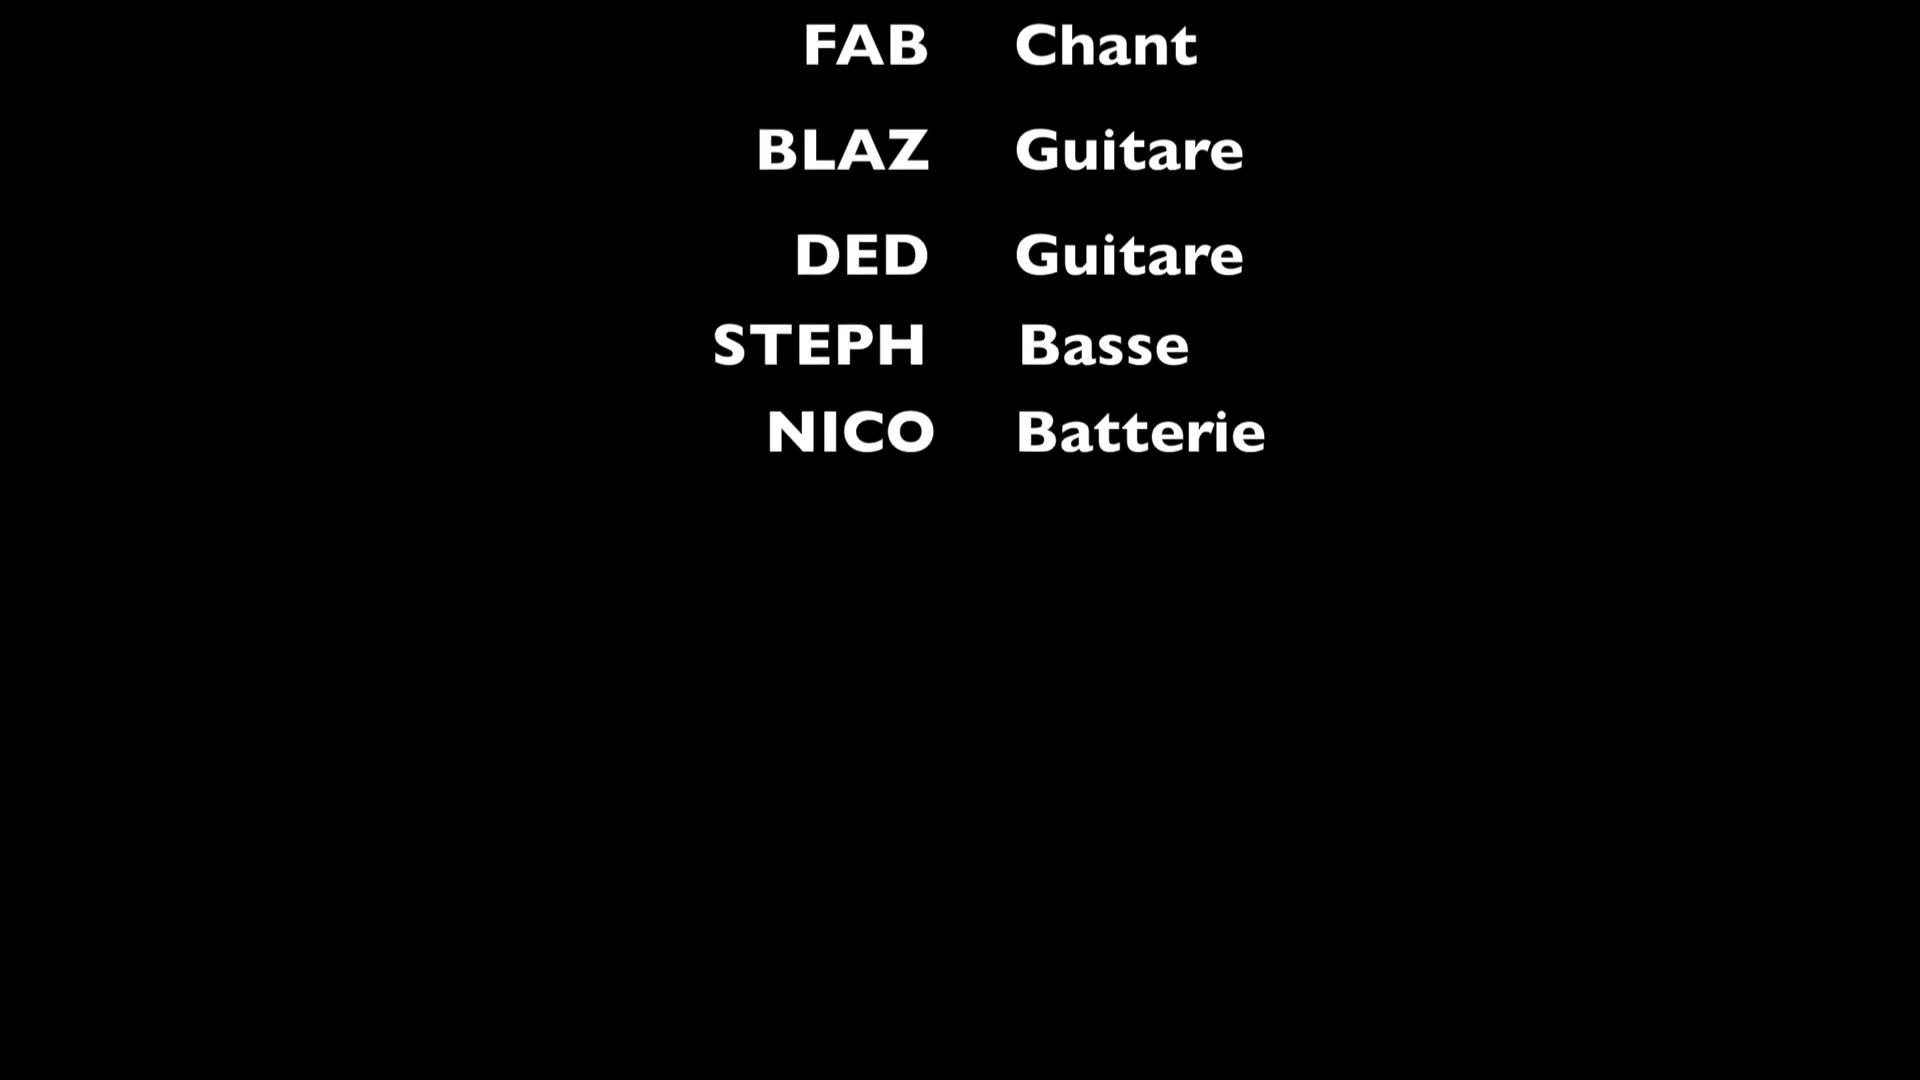 FAB Chant
BLAZ Guitare
DED Guitare
STEPH Basse
NICO Batterie